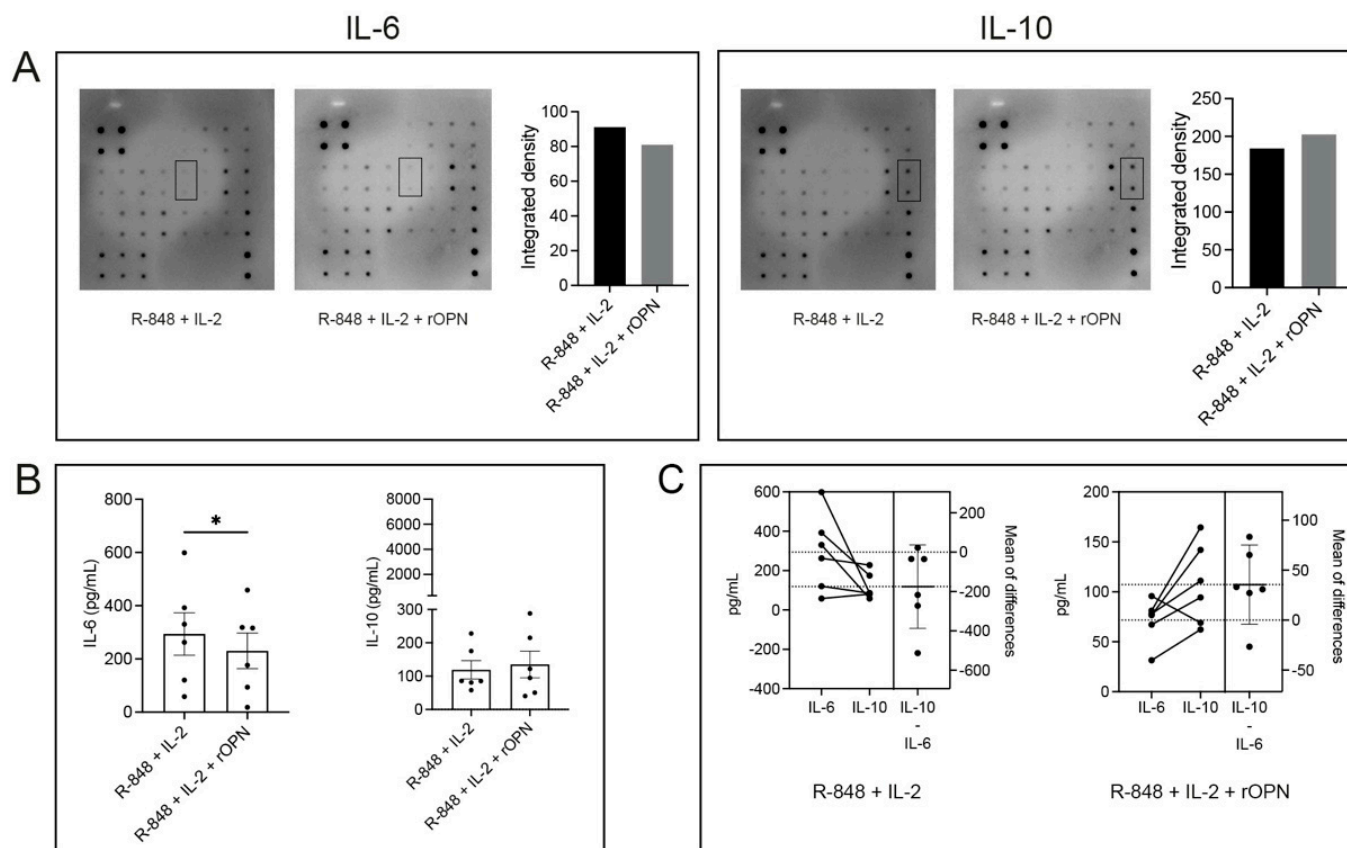 IL-6
IL-10
A
R-848 + IL-2
R-848 + IL-2 + rOPN
Integrated density
100
80
60
40
20
0
R-848 + IL-2
R-848 + IL-2 + rOPN
R-848 + IL-2
R-848 + IL-2 + rOPN
Integrated density
250
200
150
100
50
0
R-848 + IL-2
R-848 + IL-2 + rOPN
B
IL-6 (pg/mL)
800
600
400
200
0
*
R-848 + IL-2
R-848 + IL-2 + rOPN
IL-10 (pg/mL)
8000
6000
4000
2000
300
200
100
0
R-848 + IL-2
R-848 + IL-2 + rOPN
C
pg/mL
600
400
200
0
-200
-400
200
0
-200
-400
-600
Mean of differences
IL-6
IL-10
IL-10
-
IL-6
R-848 + IL-2
pg/mL
200
150
100
50
0
100
50
0
-50
Mean of differences
IL-6
IL-10
IL-10
-
IL-6
R-848 + IL-2 + rOPN